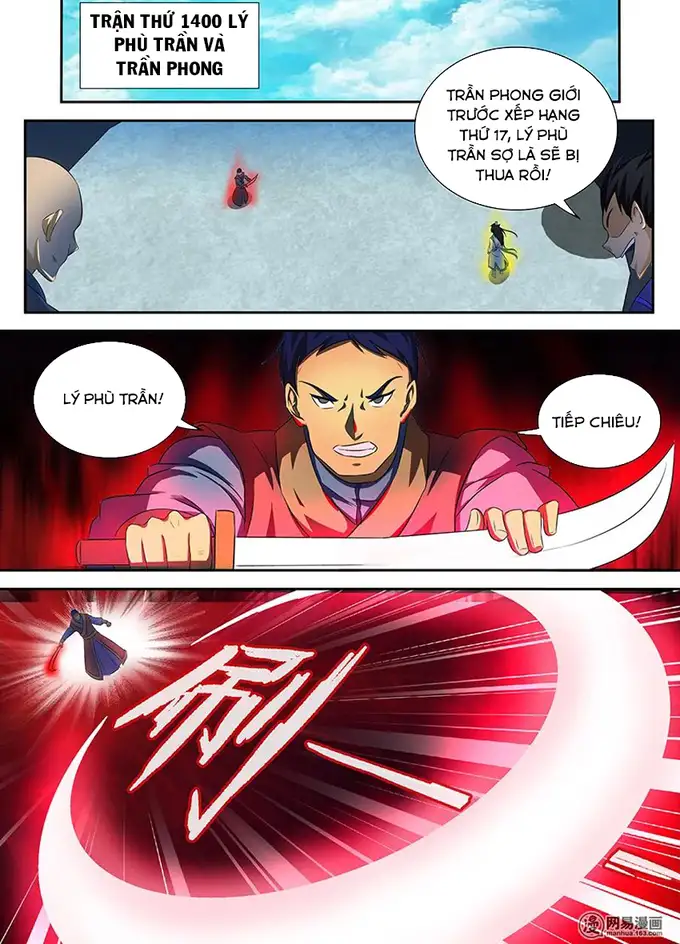 TRẬN THỨ 1400 LÝ
PHÙ TRẦN VÀ
TRẦN PHONG
TRẦN PHONG GIỚI
TRƯỚC XẾP HẠNG
THỨ 17, LÝ PHÙ
TRẦN SỢ LÀ SẼ BỊ
THUA RỒI!
LÝ PHÙ TRẦN!
TIẾP CHIÊU!
刷—
漫 网易漫画
manhua.163.com